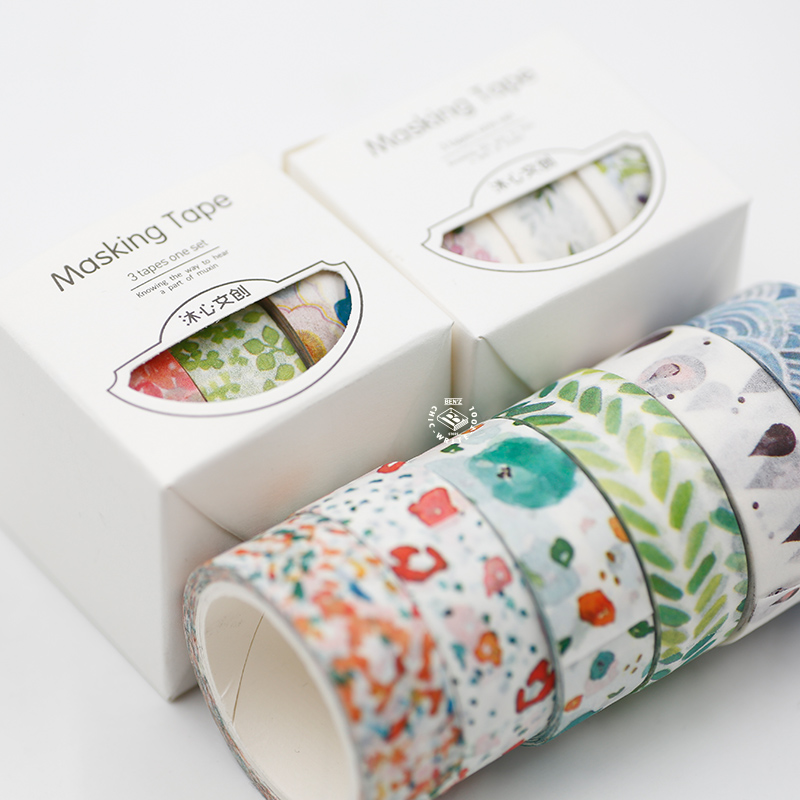 Masking Tape
3 tapes one set
Knowing the way to hear
a part of muxin
沐心文创
Masking Tape
沐心文创
BENZ